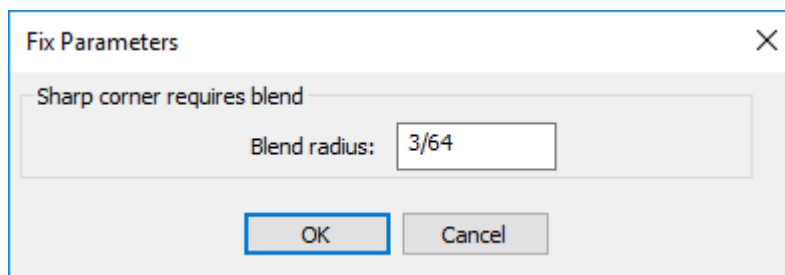 Fix Parameters
Sharp corner requires blend
Blend radius: 3/64
OK Cancel